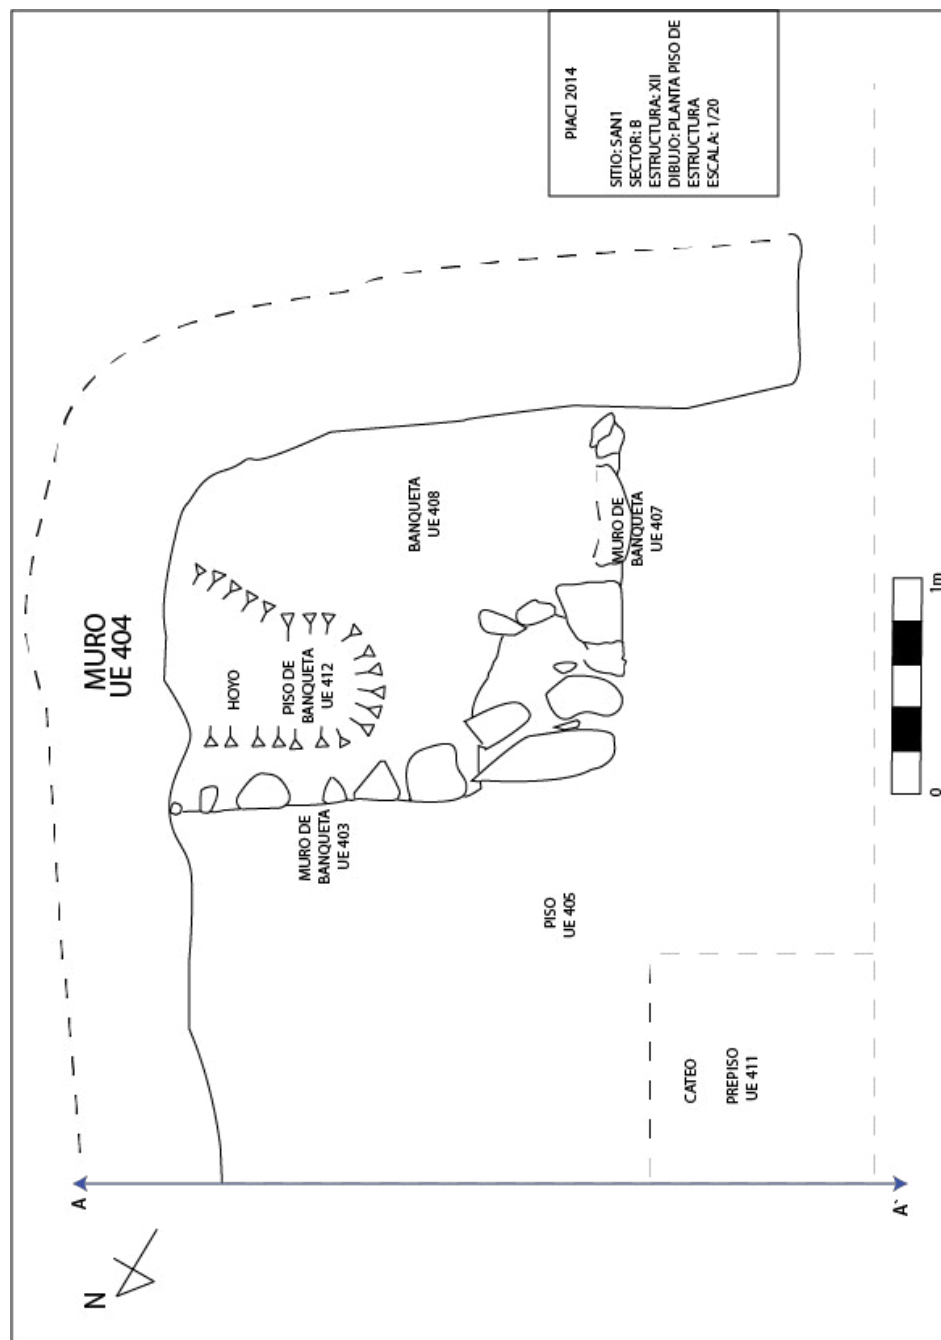 PIACI 2014
SITIO: SAN1
SECTOR: B
ESTRUCTURA: XII
DIBUJO: PLANTA PISO DE
ESTRUCTURA
ESCALA: 1/20
MURO
UE 404
HOYO
PISO DE
BANQUETA
UE 412
BANQUETA
UE 408
MURO DE
BANQUETA
UE 407
MURO DE
BANQUETA
UE 403
PISO
UE 405
CATEO
PREPISO
UE 411
A
A`
N
0
1m